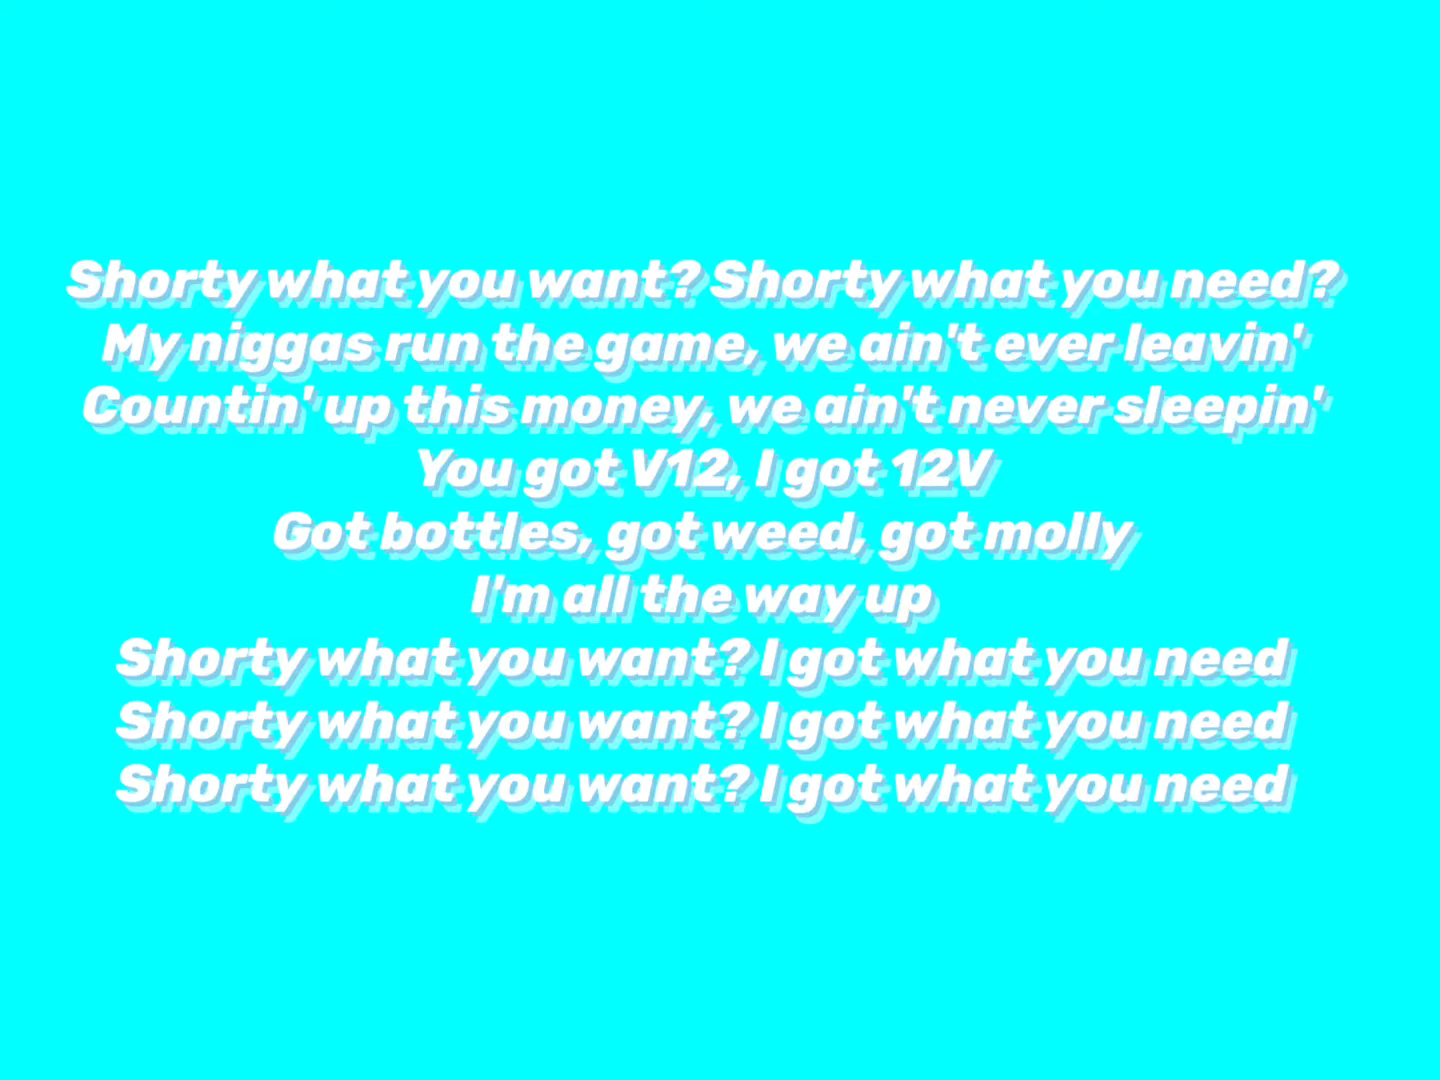 Shorty what you want? Shorty what you need?
My niggas run the game, we ain't ever leavin'
Countin' up this money, we ain't never sleepin'
You got V12, I got 12V
Got bottles, got weed, got molly
I'm all the way up
Shorty what you want? I got what you need
Shorty what you want? I got what you need
Shorty what you want? I got what you need